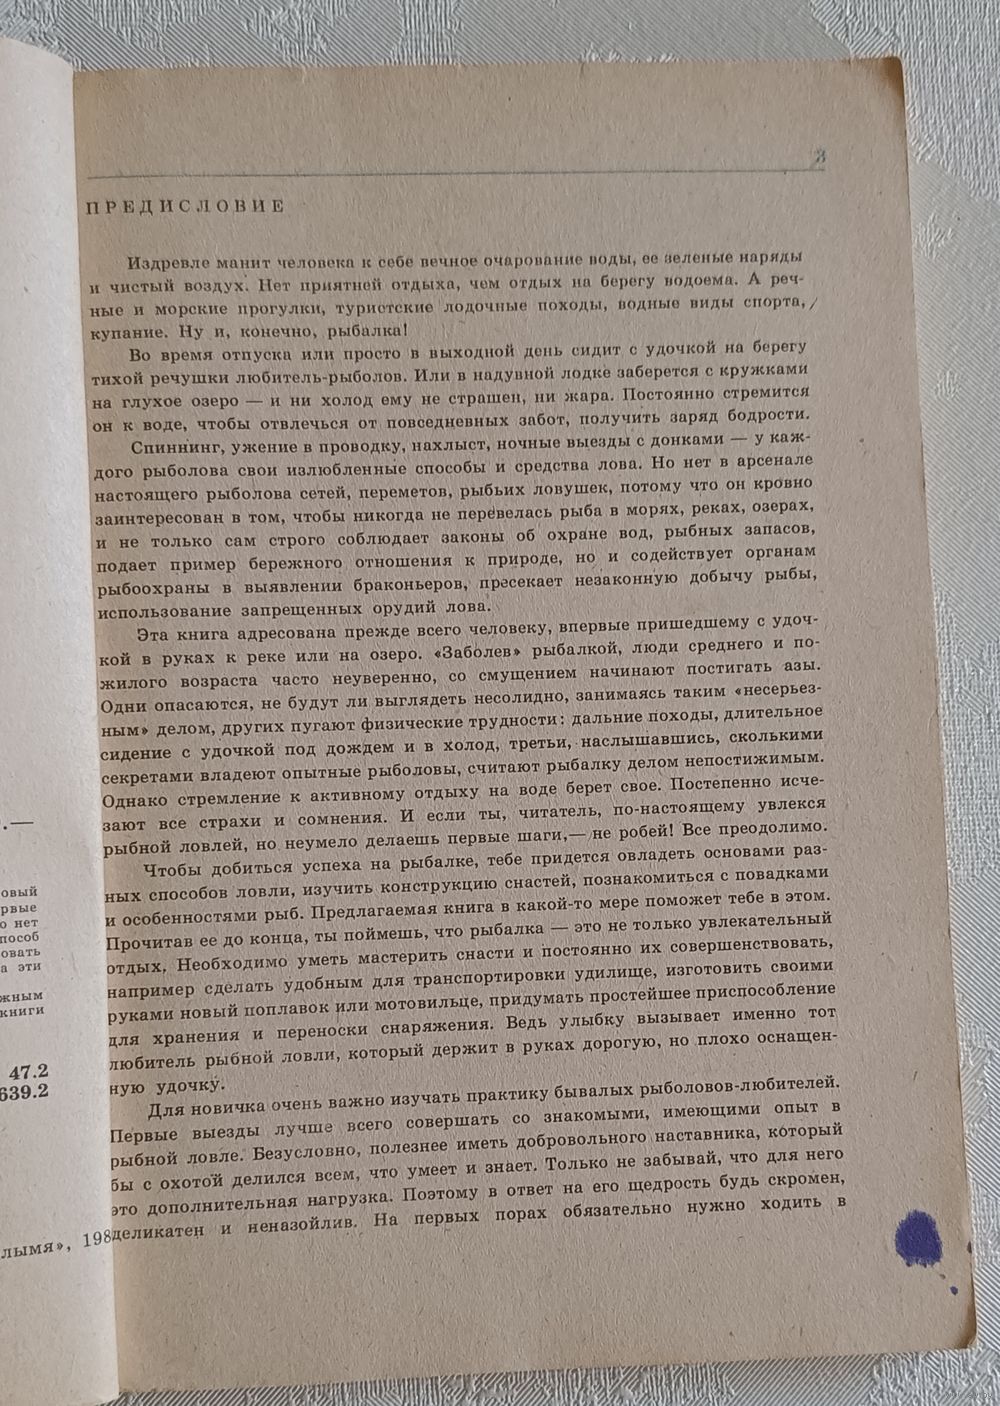 3
ПРЕДИСЛОВИЕ
Издревле манит человека к себе вечное очарование воды, ее зеленые наряды
и чистый воздух. Нет приятней отдыха, чем отдых на берегу водоема. А реч-
ные и морские прогулки, туристские лодочные походы, водные виды спорта,
купание. Ну и, конечно, рыбалка!
Во время отпуска или просто в выходной день сидит с удочкой на берегу
тихой речушки любитель-рыболов. Или в надувной лодке заберется с кружками
на глухое озеро — и ни холод ему не страшен, ни жара. Постоянно стремится
он к воде, чтобы отвлечься от повседневных забот, получить заряд бодрости.
Спиннинг, ужение в проводку, нахлыст, ночные выезды с донками — у каж-
дого рыболова свои излюбленные способы и средства лова. Но нет в арсенале
настоящего рыболова сетей, переметов, рыбьих ловушек, потому что он кровно
заинтересован в том, чтобы никогда не перевелась рыба в морях, реках, озерах,
и не только сам строго соблюдает законы об охране вод, рыбных запасов,
подает пример бережного отношения к природе, но и содействует органам
рыбоохраны в выявлении браконьеров, пресекает незаконную добычу рыбы,
использование запрещенных орудий лова.
Эта книга адресована прежде всего человеку, впервые пришедшему с удоч-
кой в руках к реке или на озеро. «Заболев» рыбалкой, люди среднего и по-
жилого возраста часто неуверенно, со смущением начинают постигать азы.
Одни опасаются, не будут ли выглядеть несолидно, занимаясь таким «несерьез-
ным» делом, других пугают физические трудности: дальние походы, длительное
сидение с удочкой под дождем и в холод, третьи, наслышавшись, сколькими
секретами владеют опытные рыболовы, считают рыбалку делом непостижимым.
Однако стремление к активному отдыху на воде берет свое. Постепенно исче-
зают все страхи и сомнения. И если ты, читатель, по-настоящему увлекся
рыбной ловлей, но неумело делаешь первые шаги,— не робей! Все преодолимо.
Чтобы добиться успеха на рыбалке, тебе придется овладеть основами раз-
ных способов ловли, изучить конструкцию снастей, познакомиться с повадками
и особенностями рыб. Предлагаемая книга в какой-то мере поможет тебе в этом.
Прочитав ее до конца, ты поймешь, что рыбалка — это не только увлекательный
отдых. Необходимо уметь мастерить снасти и постоянно их совершенствовать,
например сделать удобным для транспортировки удилище, изготовить своими
руками новый поплавок или мотовильце, придумать простейшее приспособление
для хранения и переноски снаряжения. Ведь улыбку вызывает именно тот
любитель рыбной ловли, который держит в руках дорогую, но плохо оснащен-
ную удочку.
Для новичка очень важно изучать практику бывалых рыболовов-любителей.
Первые выезды лучше всего совершать со знакомыми, имеющими опыт в
рыбной ловле. Безусловно, полезнее иметь добровольного наставника, который
бы с охотой делился всем, что умеет и знает. Только не забывай, что для него
это дополнительная нагрузка. Поэтому в ответ на его щедрость будь скромен,
деликатен и неназойлив. На первых порах обязательно нужно ходить в
.—
овый
рвые
о нет
пособ
овать
а эти
жным
книги
47.2
639.2
лымя», 198